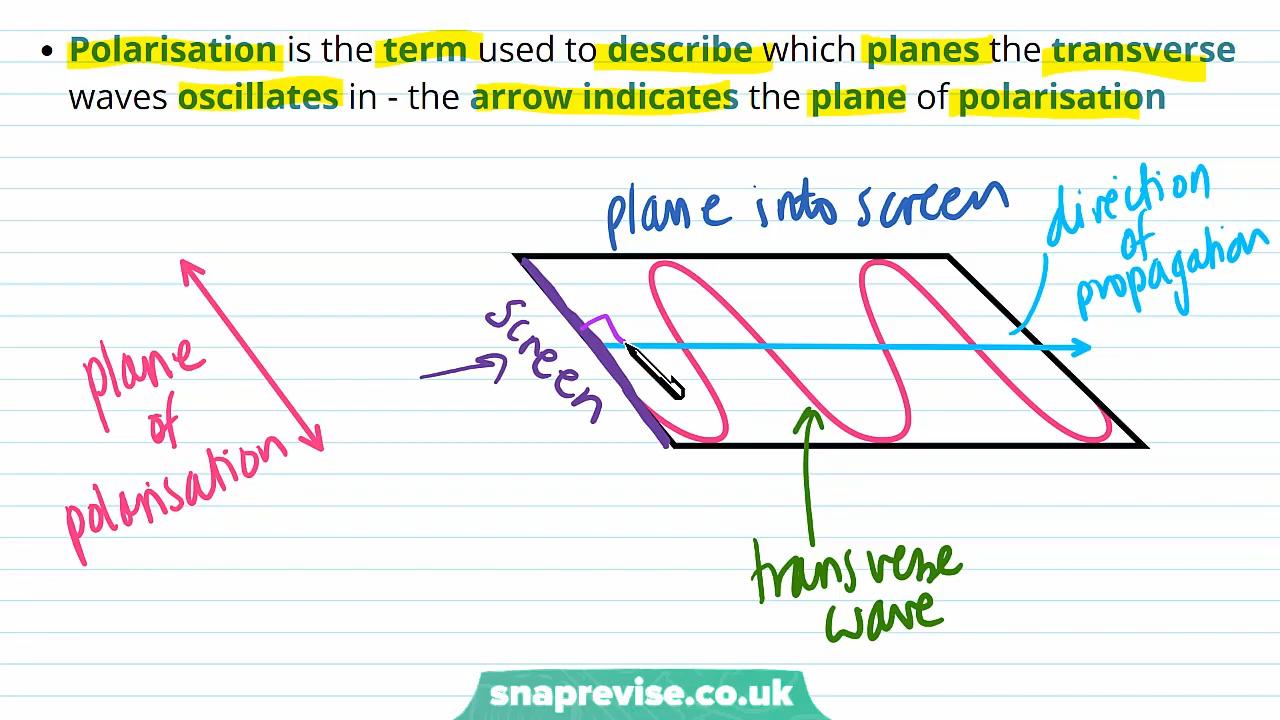 Polarisation is the term used to describe which planes the transverse
waves oscillates in - the arrow indicates the plane of polarisation
plane into screen
direction
of
propagation
screen
plane
of
polarisation
transverse
wave
snaprevise.co.uk